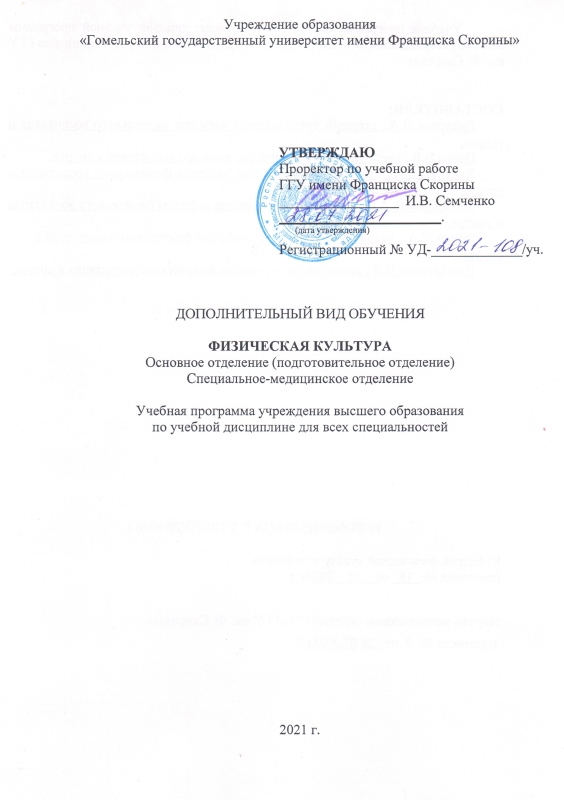 Учреждение образования
«Гомельский государственный университет имени Франциска Скорины»
УТВЕРЖДАЮ
Проректор по учебной работе
ГГУ имени Франциска Скорины
И.В. Семченко
28.07 2021.
(дата утверждения)
Регистрационный № УД-2021-108/уч.
ДОПОЛНИТЕЛЬНЫЙ ВИД ОБУЧЕНИЯ
ФИЗИЧЕСКАЯ КУЛЬТУРА
Основное отделение (подготовительное отделение)
Специальное-медицинское отделение
Учебная программа учреждения высшего образования
по учебной дисциплине для всех специальностей
2021 г.